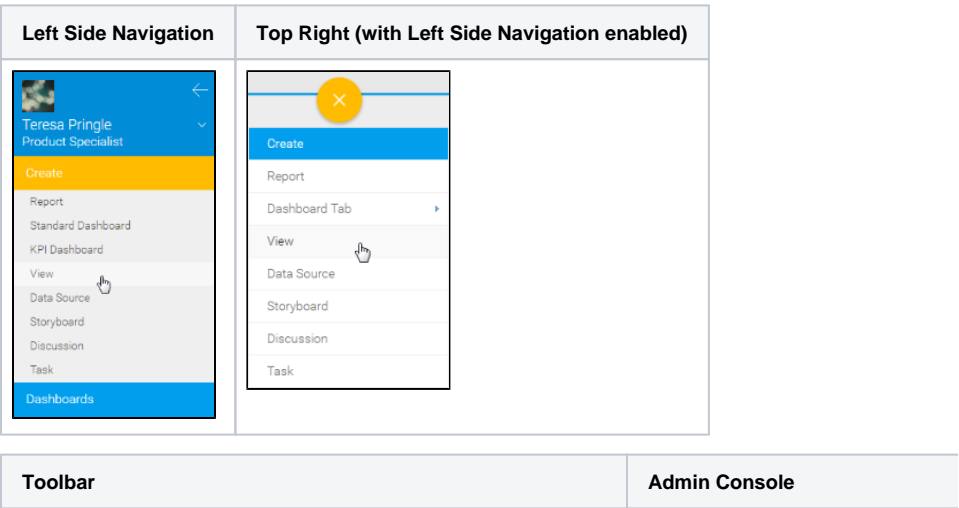 Left Side Navigation
Top Right (with Left Side Navigation enabled)
Teresa Pringle
Product Specialist
Create
Report
Standard Dashboard
KPI Dashboard
View
Data Source
Storyboard
Discussion
Task
Dashboards
Create
Report
Dashboard Tab
View
Data Source
Storyboard
Discussion
Task
Toolbar
Admin Console